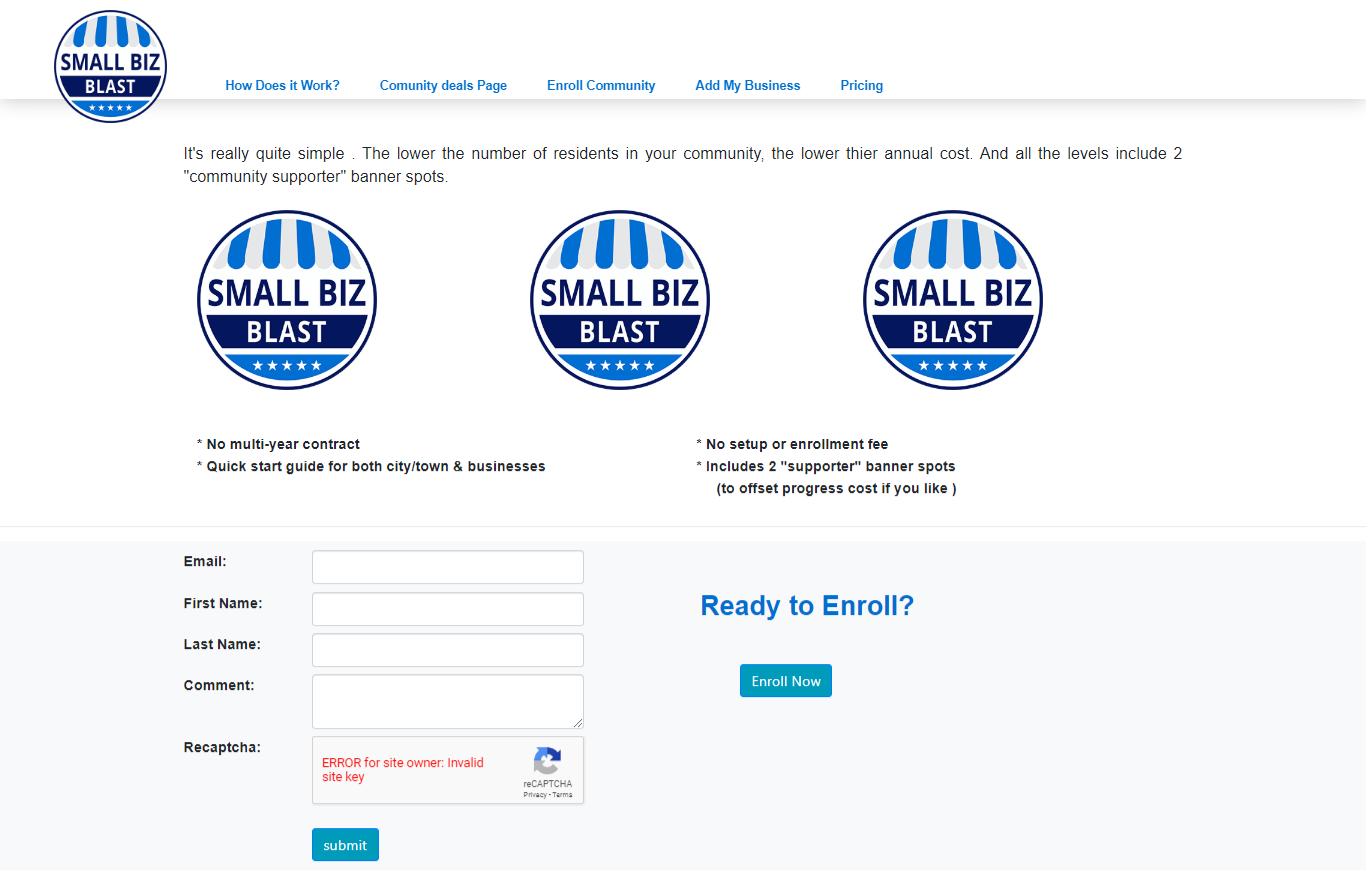 SMALL BIZ
BLAST
How Does it Work? Comunity deals Page Enroll Community Add My Business Pricing
It's really quite simple . The lower the number of residents in your community, the lower thier annual cost. And all the levels include 2
"community supporter" banner spots.
SMALL BIZ
BLAST
SMALL BIZ
BLAST
SMALL BIZ
BLAST
* No multi-year contract
* Quick start guide for both city/town & businesses
* No setup or enrollment fee
* Includes 2 "supporter" banner spots
(to offset progress cost if you like )
Email:
First Name:
Last Name:
Comment:
Recaptcha:
ERROR for site owner: Invalid
site key
reCAPTCHA
Privacy - Terms
submit
Ready to Enroll?
Enroll Now